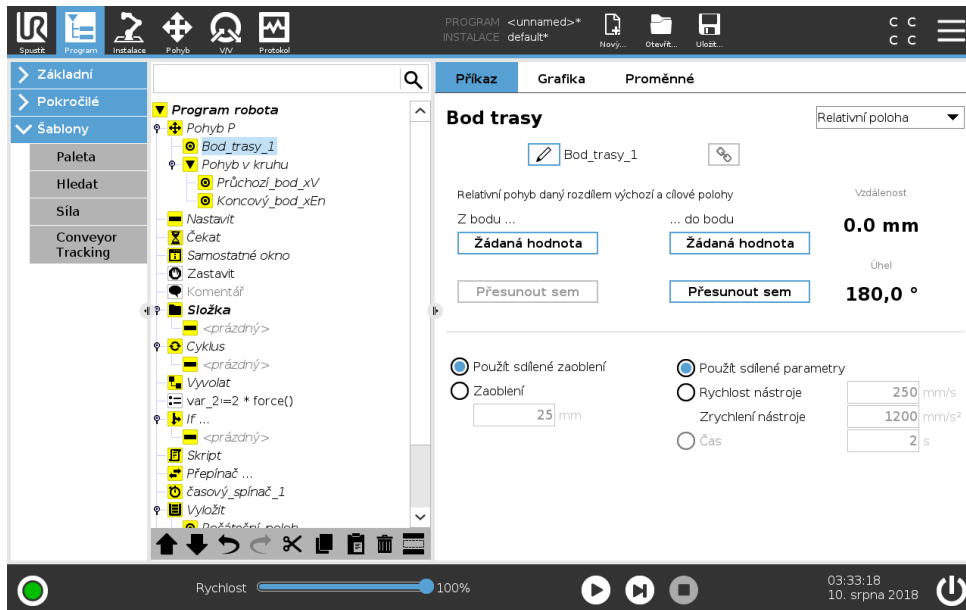 PROGRAM <unnamed>*
INSTALACE default*
Spustit
Program
Instalace
Pohyb
V/V
Protokol
Nový...
Otevřít...
Uložit...
C C
C C
Základní
Pokročilé
Šablony
Paleta
Hledat
Síla
Conveyor
Tracking
Program robota
Pohyb P
Bod_trasy_1
Pohyb v kruhu
Průchozí_bod_xV
Koncový_bod_xEn
Nastavit
Čekat
Samostatné okno
Zastavit
Komentář
Složka
<prázdný>
Cyklus
<prázdný>
Vyvolat
var_2≔2 * force()
If ...
<prázdný>
Skript
Přepínač ...
časový_spínač_1
Vyložit
Počáteční_poloh
Příkaz
Grafika
Proměnné
Bod trasy
Relativní poloha
Bod_trasy_1
Relativní pohyb daný rozdílem výchozí a cílové polohy
Vzdálenost
Z bodu ...
... do bodu
0.0 mm
Žádaná hodnota
Žádaná hodnota
Úhel
Přesunout sem
Přesunout sem
180,0 °
Použít sdílené zaoblení
Zaoblení
25 mm
Použít sdílené parametry
Rychlost nástroje 250 mm/s
Zrychlení nástroje 1200 mm/s²
Čas 2 s
Rychlost 100%
03:33:18
10. srpna 2018